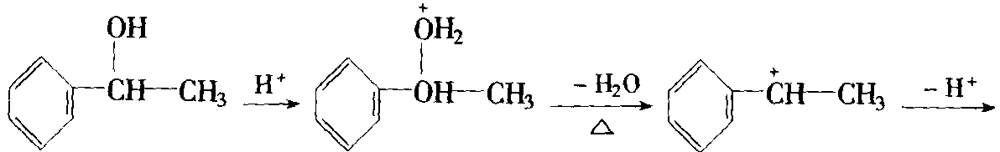 OH
CH—CH₃
H⁺
+
OH₂
OH—CH₃
− H₂O
△
+
CH—CH₃
− H⁺